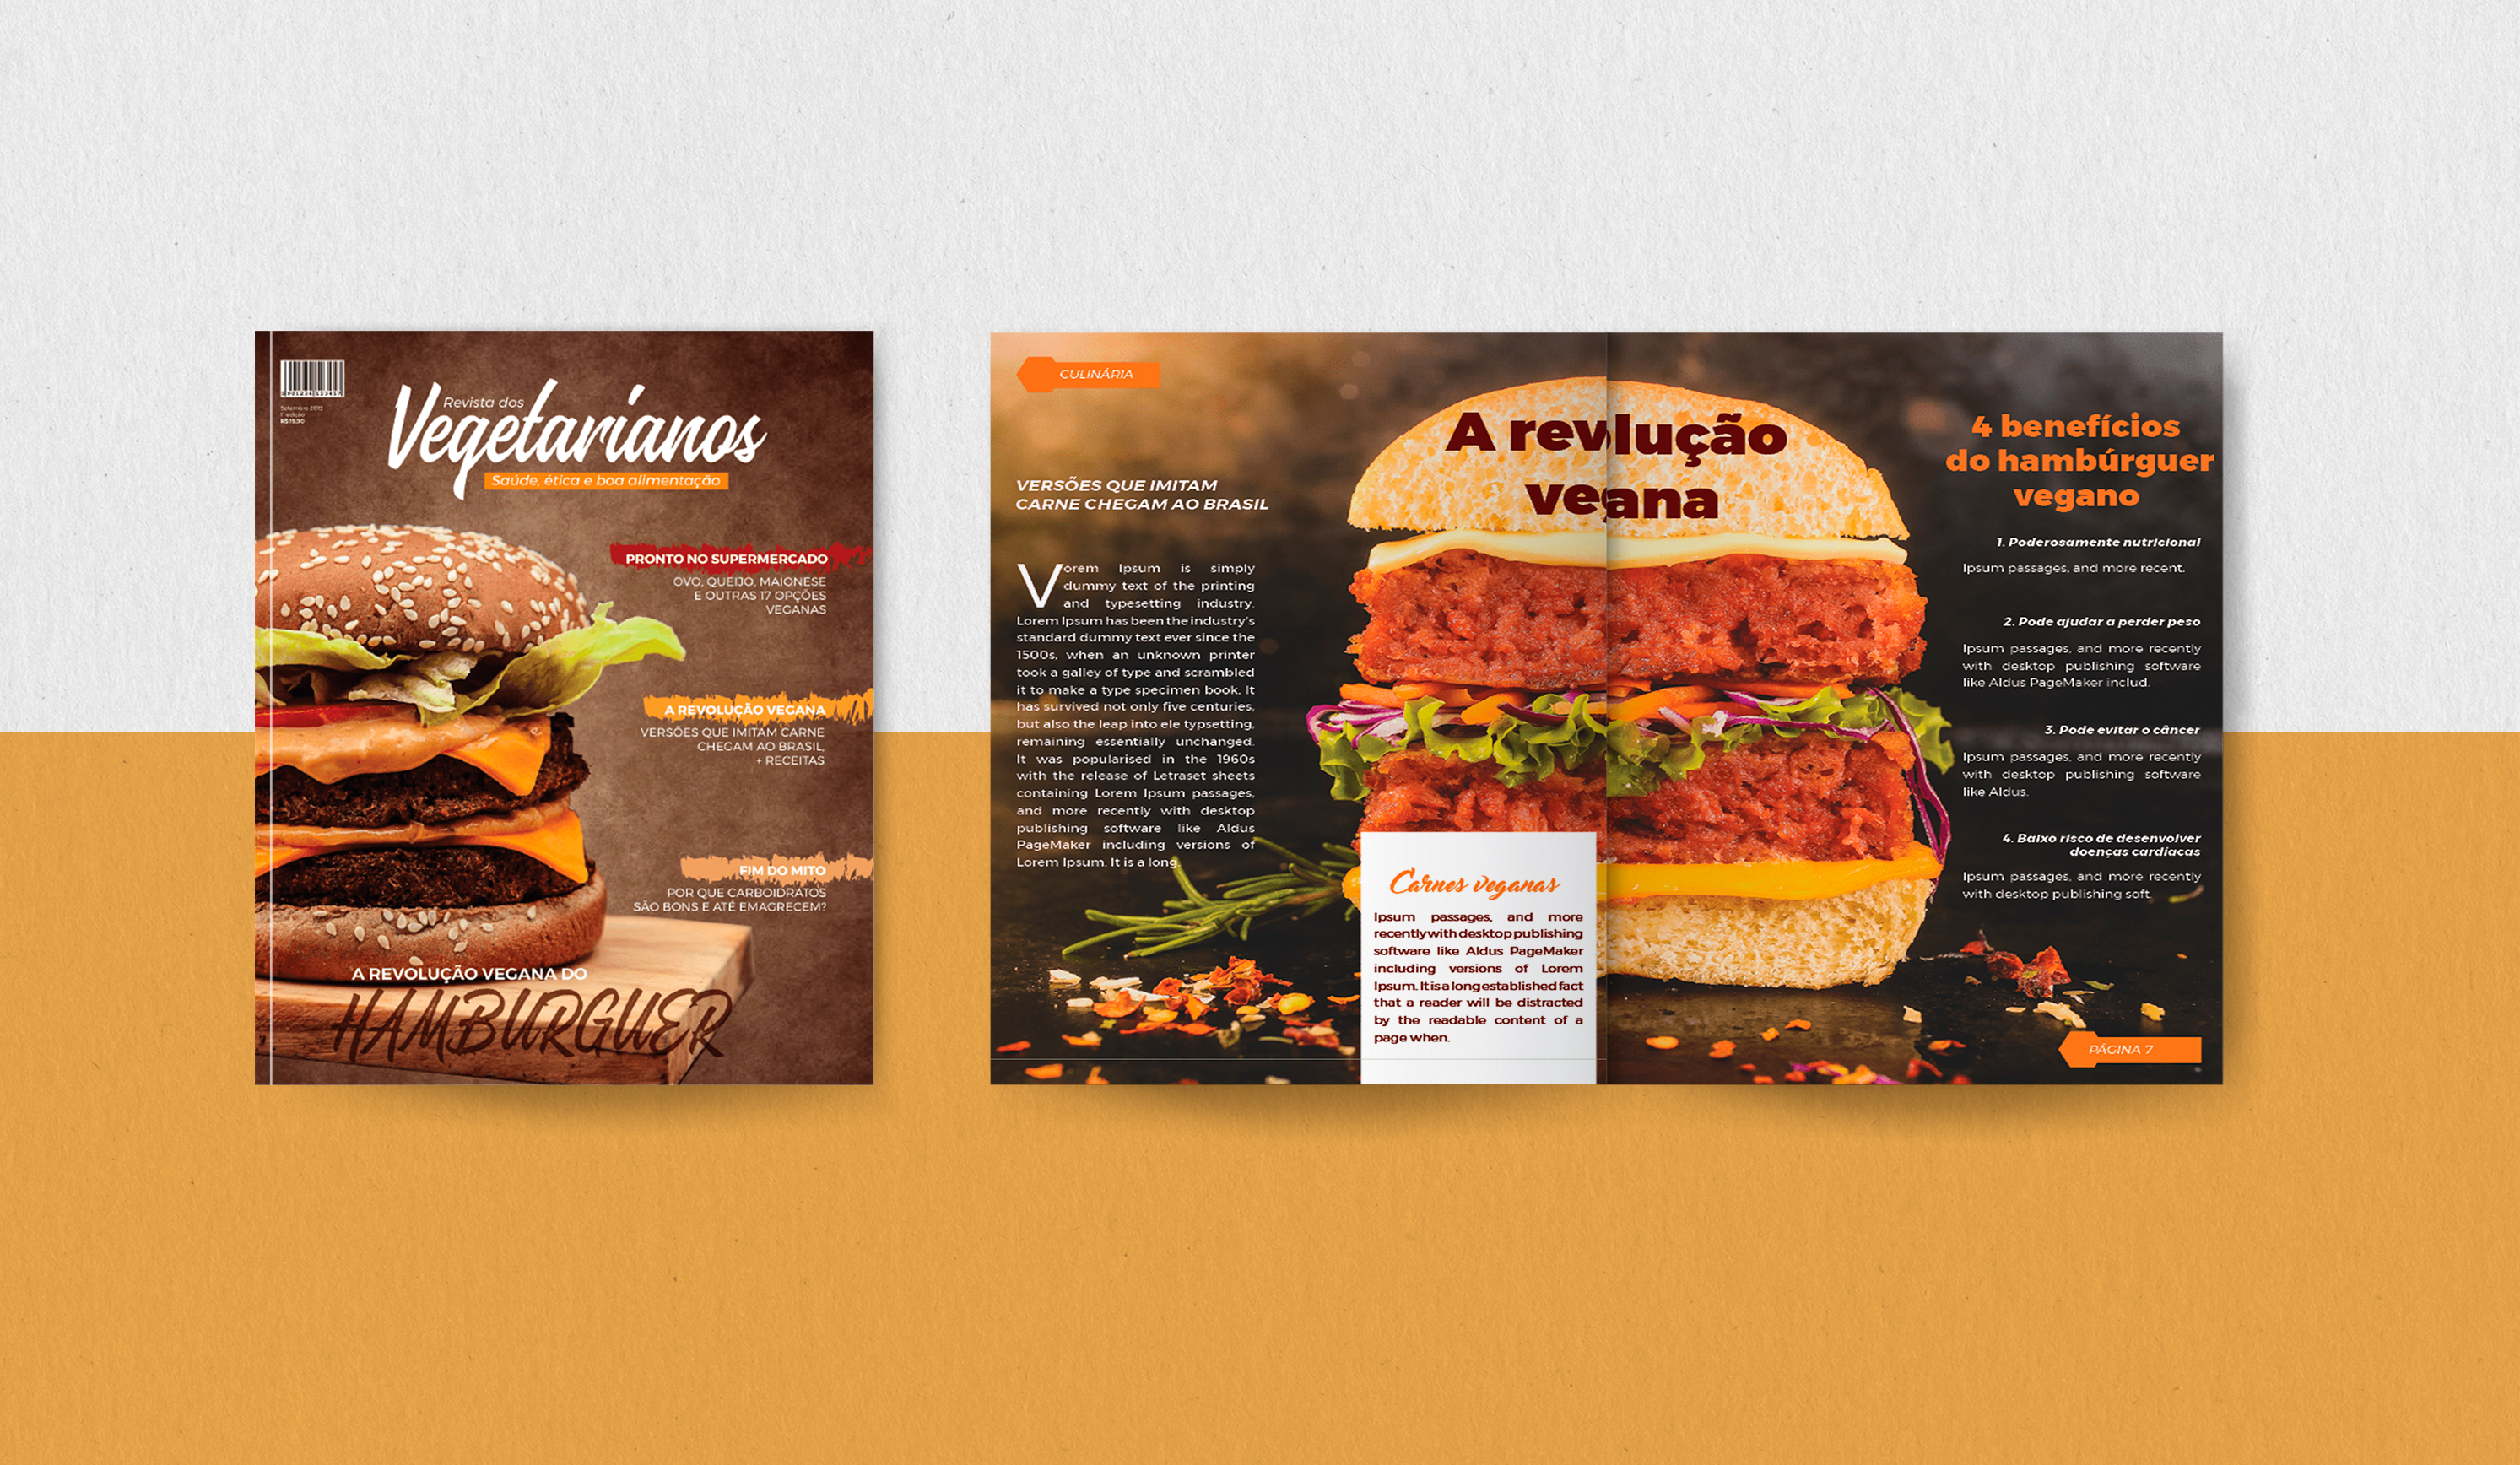 5901234123457
Setembro 2019
1ª edição
R$ 19,90
Revista dos
Vegetarianos
Saúde, ética e boa alimentação
PRONTO NO SUPERMERCADO
OVO, QUEIJO, MAIONESE
E OUTRAS 17 OPÇÕES
VEGANAS
A REVOLUÇÃO VEGANA
VERSÕES QUE IMITAM CARNE
CHEGAM AO BRASIL,
+ RECEITAS
FIM DO MITO
POR QUE CARBOIDRATOS
SÃO BONS E ATÉ EMAGRECEM?
A REVOLUÇÃO VEGANA DO
HAMBURGUER
CULINÁRIA
VERSÕES QUE IMITAM
CARNE CHEGAM AO BRASIL
Vorem Ipsum is simply
dummy text of the printing
and typesetting industry.
Lorem Ipsum has been the industry's
standard dummy text ever since the
1500s, when an unknown printer
took a galley of type and scrambled
it to make a type specimen book. It
has survived not only five centuries,
but also the leap into ele typsetting,
remaining essentially unchanged.
It was popularised in the 1960s
with the release of Letraset sheets
containing Lorem Ipsum passages,
and more recently with desktop
publishing software like Aldus
PageMaker including versions of
Lorem Ipsum. It is a long.
A revolução
vegana
Carnes veganas
Ipsum passages, and more
recently with desktop publishing
software like Aldus PageMaker
including versions of Lorem
Ipsum. It is a long established fact
that a reader will be distracted
by the readable content of a
page when.
4 benefícios
do hambúrguer
vegano
1. Poderosamente nutricional
Ipsum passages, and more recent.
2. Pode ajudar a perder peso
Ipsum passages, and more recently
with desktop publishing software
like Aldus PageMaker includ.
3. Pode evitar o câncer
Ipsum passages, and more recently
with desktop publishing software
like Aldus.
4. Baixo risco de desenvolver
doenças cardíacas
Ipsum passages, and more recently
with desktop publishing soft.
PÁGINA 7